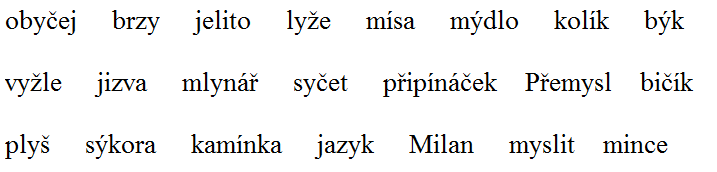 obyčej brzy jelito lyže mísa mýdlo kolík býk
vyžle jizva mlynář syčet připínáček Přemysl bičík
plyš sýkora kamínka jazyk Milan myslit mince